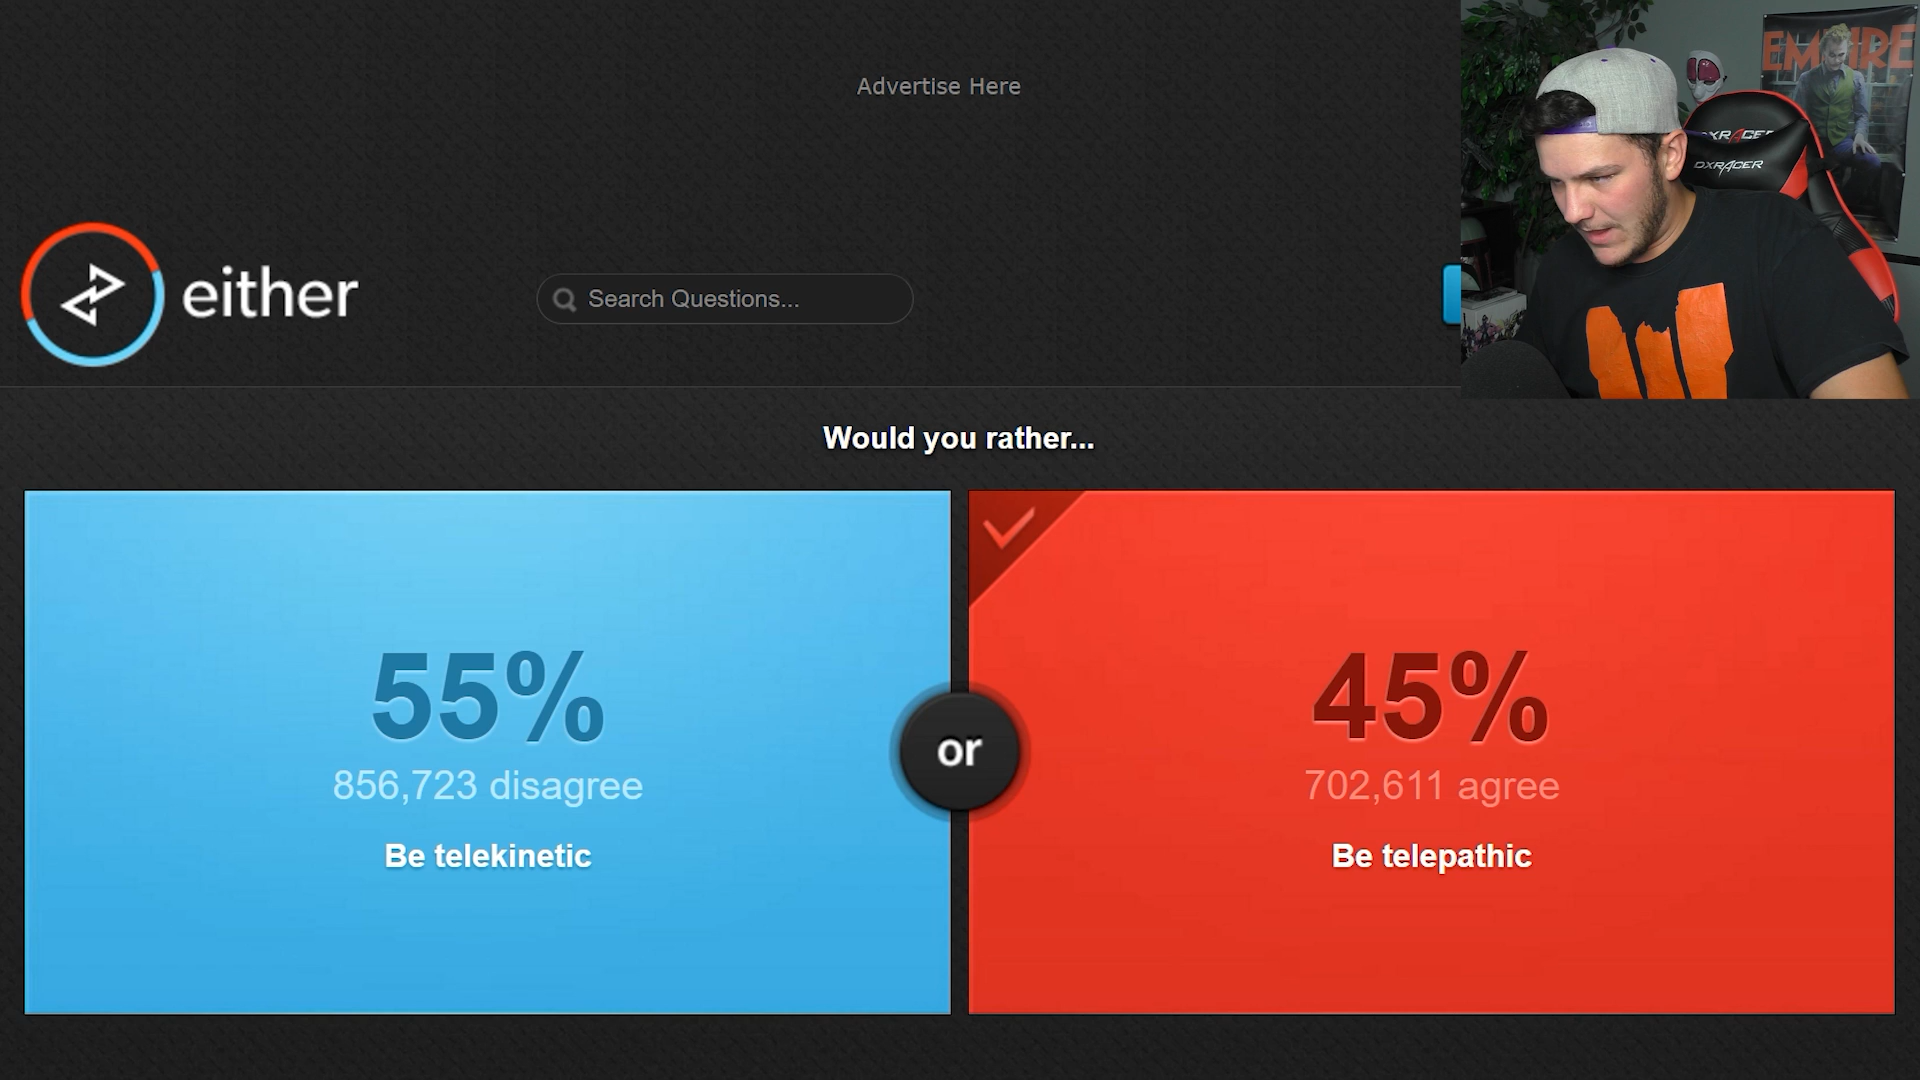 Advertise Here
EMPIRE
DXRACER
DXRACER
either
Search Questions...
Would you rather...
55%
856,723 disagree
Be telekinetic
or
45%
702,611 agree
Be telepathic